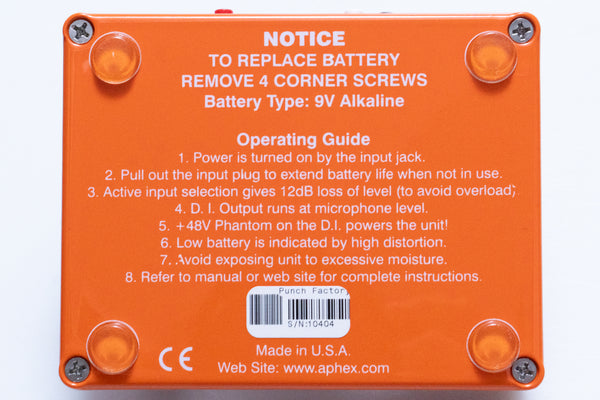 NOTICE
TO REPLACE BATTERY
REMOVE 4 CORNER SCREWS
Battery Type: 9V Alkaline
Operating Guide
1. Power is turned on by the input jack.
2. Pull out the input plug to extend battery life when not in use.
3. Active input selection gives 12dB loss of level (to avoid overload).
4. D. I. Output runs at microphone level.
5. +48V Phantom on the D.I. powers the unit!
6. Low battery is indicated by high distortion.
7. Avoid exposing unit to excessive moisture.
8. Refer to manual or web site for complete instructions.
Punch Factory
S/N:10404
CE
Made in U.S.A.
Web Site: www.aphex.com